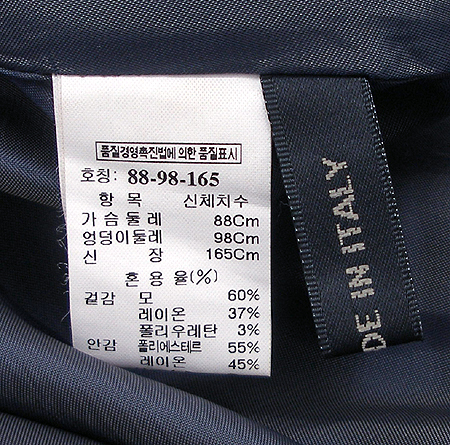 품질경영촉진법에 의한 품질표시
호칭: 88-98-165
항 목 신체치수
가슴둘레 88Cm
엉덩이둘레 98Cm
신 장 165Cm
혼용율(%)
겉감 모 60%
레이온 37%
폴리우레탄 3%
안감 폴리에스테르 55%
레이온 45%
DE IN ITALY